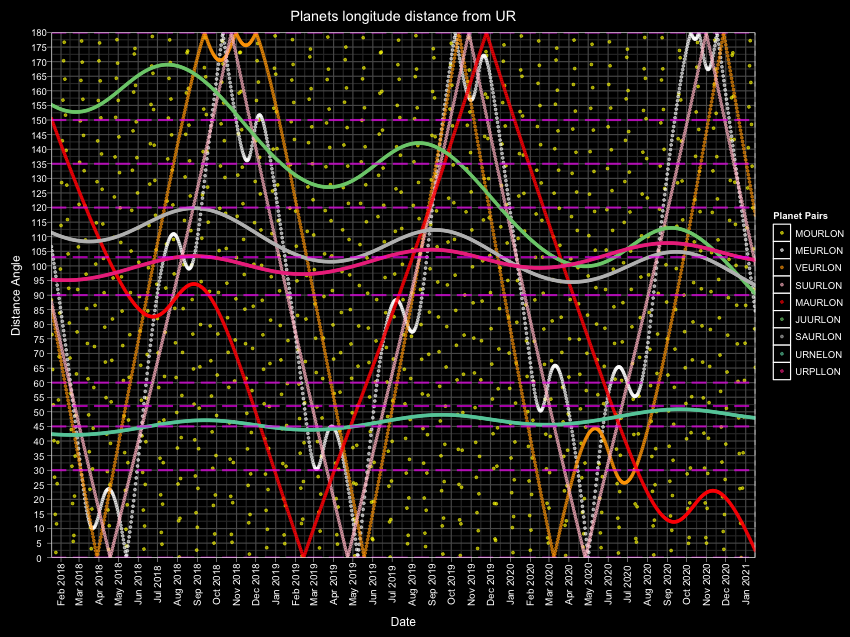 Planets longitude distance from UR
Distance Angle
180
175
170
165
160
155
150
145
140
135
130
125
120
115
110
105
100
95
90
85
80
75
70
65
60
55
50
45
40
35
30
25
20
15
10
5
0
Feb 2018
Mar 2018
Apr 2018
May 2018
Jun 2018
Jul 2018
Aug 2018
Sep 2018
Oct 2018
Nov 2018
Dec 2018
Jan 2019
Feb 2019
Mar 2019
Apr 2019
May 2019
Jun 2019
Jul 2019
Aug 2019
Sep 2019
Oct 2019
Nov 2019
Dec 2019
Jan 2020
Feb 2020
Mar 2020
Apr 2020
May 2020
Jun 2020
Jul 2020
Aug 2020
Sep 2020
Oct 2020
Nov 2020
Dec 2020
Jan 2021
Date
Planet Pairs
MOURLON
MEURLON
VEURLON
SUURLON
MAURLON
JUURLON
SAURLON
URNELON
URPLLON